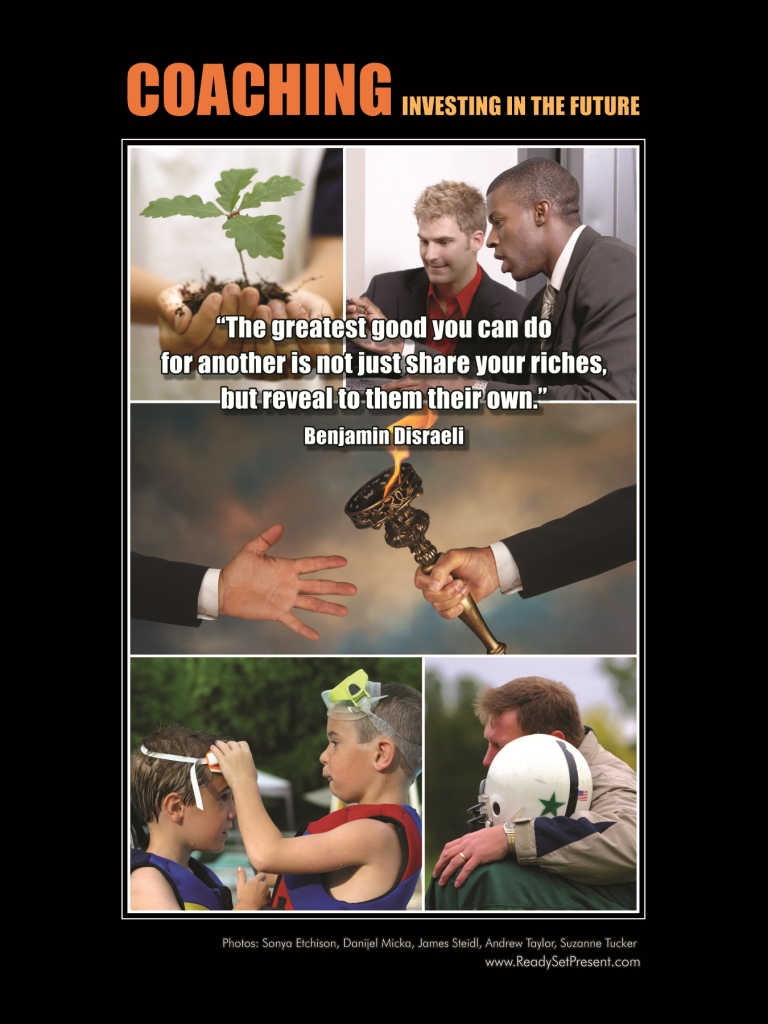 COACHING INVESTING IN THE FUTURE
“The greatest good you can do
for another is not just share your riches,
but reveal to them their own.”
Benjamin Disraeli
Photos: Sonya Etchison, Danijel Micka, James Steidl, Andrew Taylor, Suzanne Tucker
www.ReadySetPresent.com